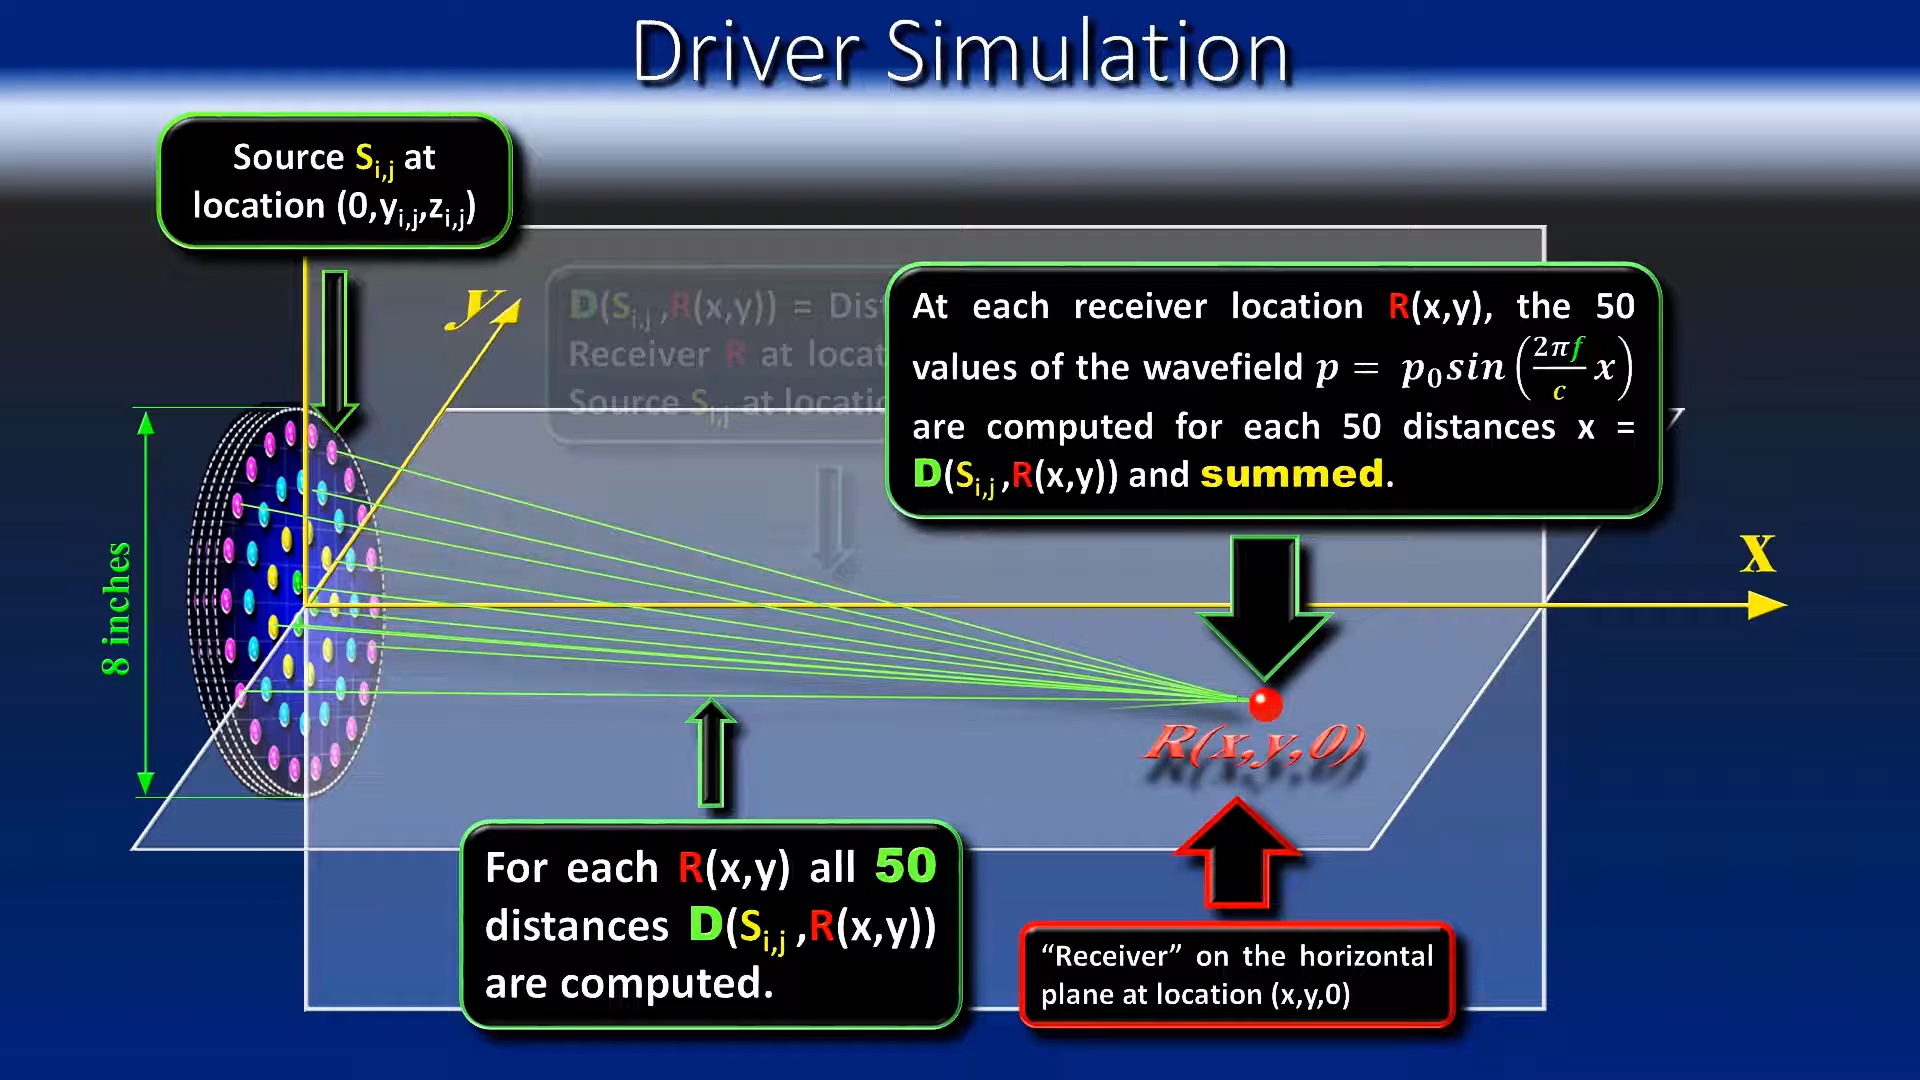 Driver Simulation
Source S_{i,j} at
location (0,y_{i,j},z_{i,j})
y
D(S_{i,j},R(x,y)) = Dis
Receiver R at locat
Source S_{i,j} at locatio
At each receiver location R(x,y), the 50
values of the wavefield p = p₀sin(2πf/c x)
are computed for each 50 distances x =
D(S_{i,j},R(x,y)) and summed.
x
8 inches
R(x,y,0)
For each R(x,y) all 50
distances D(S_{i,j},R(x,y))
are computed.
“Receiver” on the horizontal
plane at location (x,y,0)